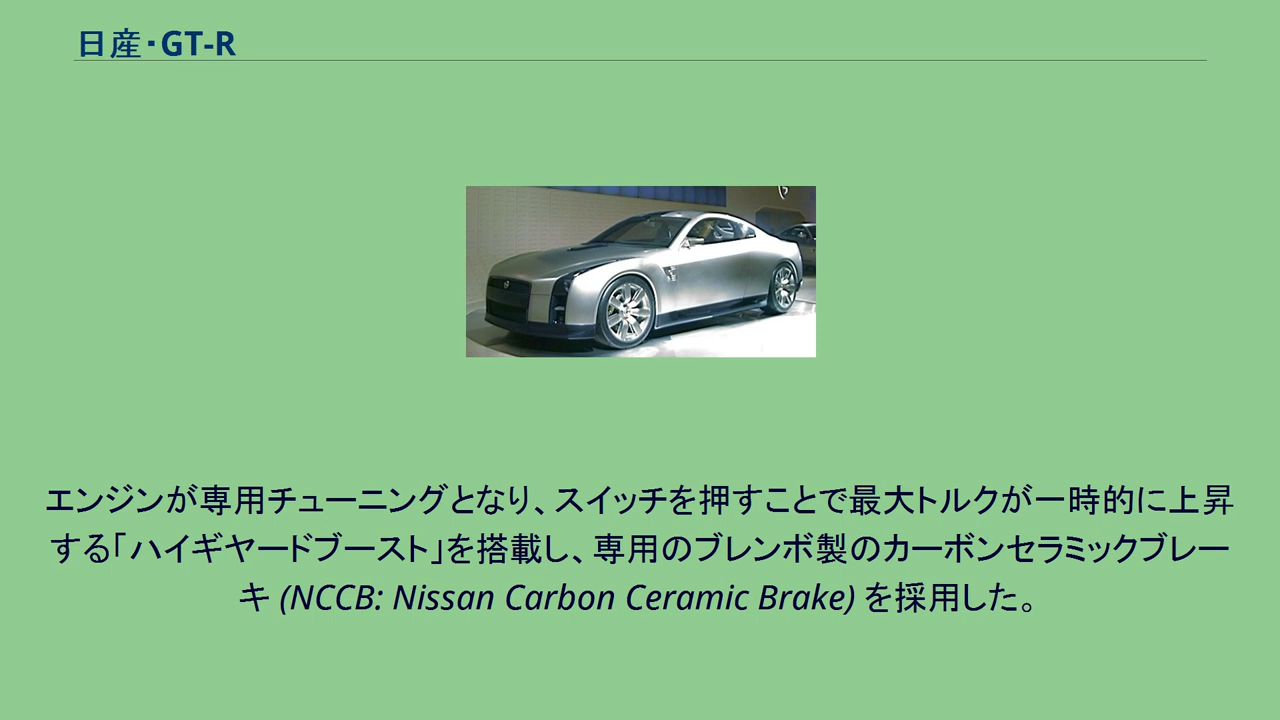 日産・GT-R
エンジンが専用チューニングとなり、スイッチを押すことで最大トルクが一時的に上昇
する「ハイギヤードブースト」を搭載し、専用のブレンボ製のカーボンセラミックブレー
キ (NCCB: Nissan Carbon Ceramic Brake) を採用した。